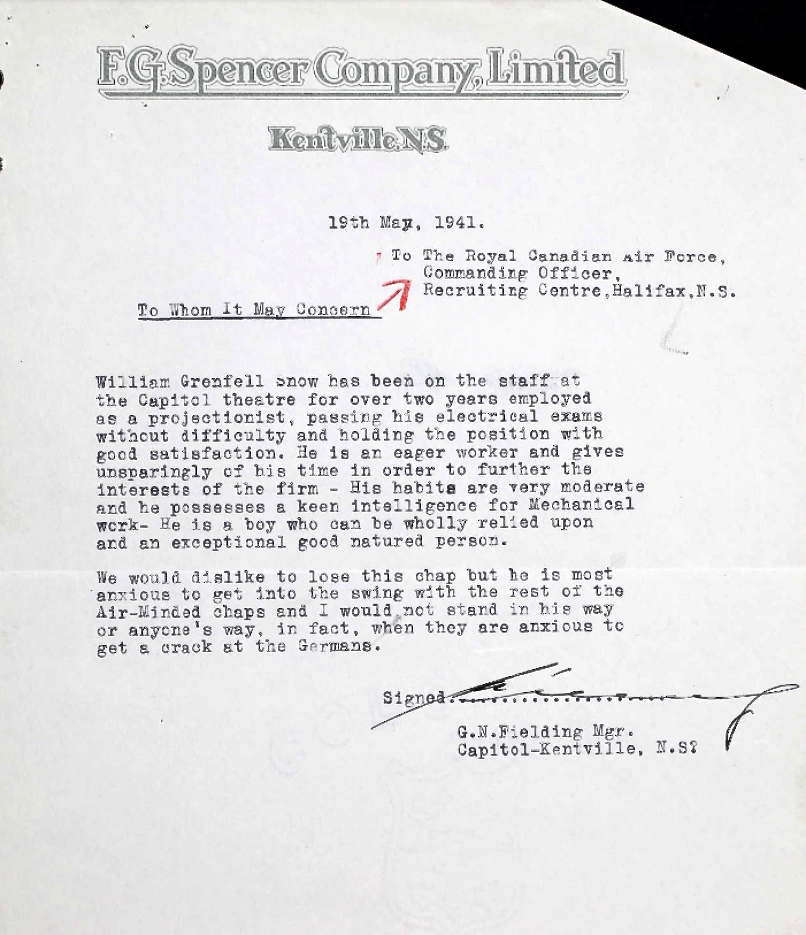 F.G. Spencer Company, Limited
Kentville, N.S.
19th May, 1941.
To The Royal Canadian Air Force,
Commanding Officer,
Recruiting Centre,Halifax,N.S.
To Whom It May Concern
William Grenfell Snow has been on the staff at
the Capitol theatre for over two years employed
as a projectionist, passing his electrical exams
without difficulty and holding the position with
good satisfaction. He is an eager worker and gives
unsparingly of his time in order to further the
interests of the firm - His habits are very moderate
and he possesses a keen intelligence for Mechanical
work- He is a boy who can be wholly relied upon
and an exceptional good natured person.
We would dislike to lose this chap but he is most
anxious to get into the swing with the rest of the
Air-Minded chaps and I would not stand in his way
or anyone's way, in fact, when they are anxious to
get a crack at the Germans.
Signed..............................
G.N.Fielding Mgr.
Capitol-Kentville, N.S?